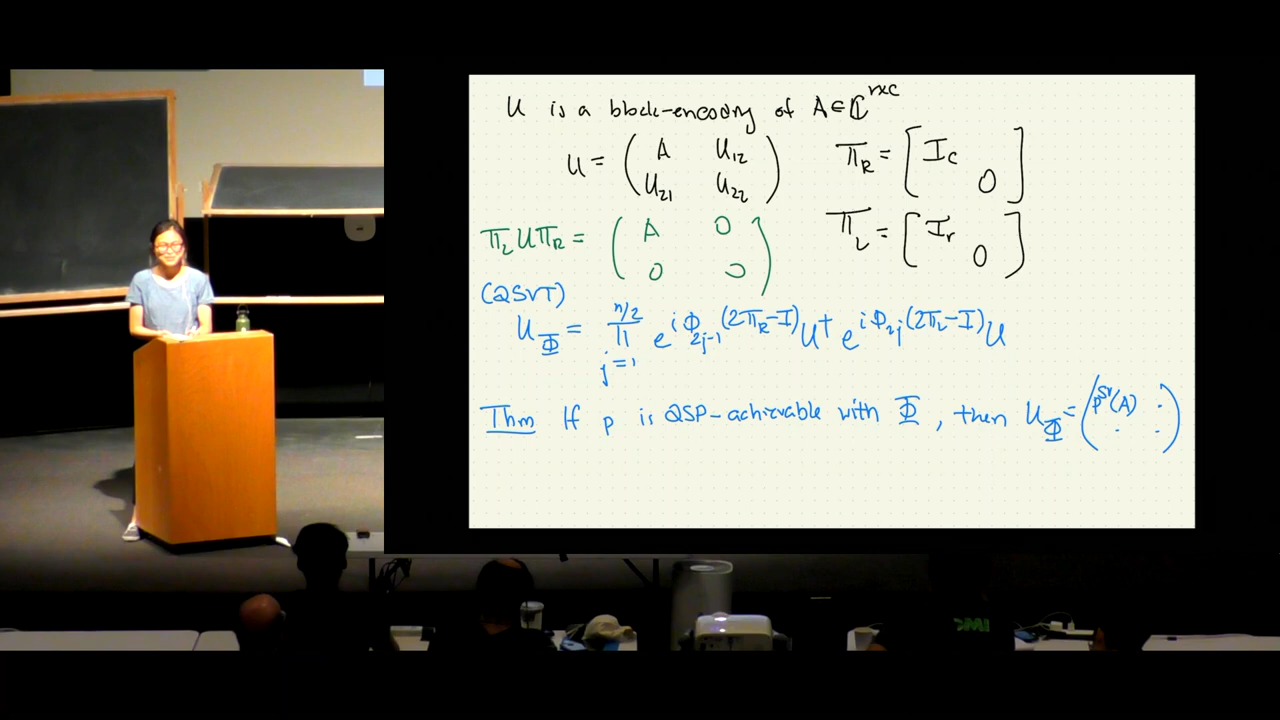 U is a block-encoding of A∈ℂ^{r×c}
U = ( A U₁₂ ; U₂₁ U₂₂ )
Π_R = [ I_c ; 0 ]
Π_L U Π_R = ( A 0 ; 0 0 )
Π_L = [ I_r ; 0 ]
(QSVT)
U_Φ = ∏_{j=1}^{n/2} e^{iΦ_{2j-1}(2Π_R-I)} U† e^{iΦ_{2j}(2Π_L-I)} U
Thm If p is QSP-achievable with Φ, then U_Φ = ( p^{SV}(A) · ; · · )